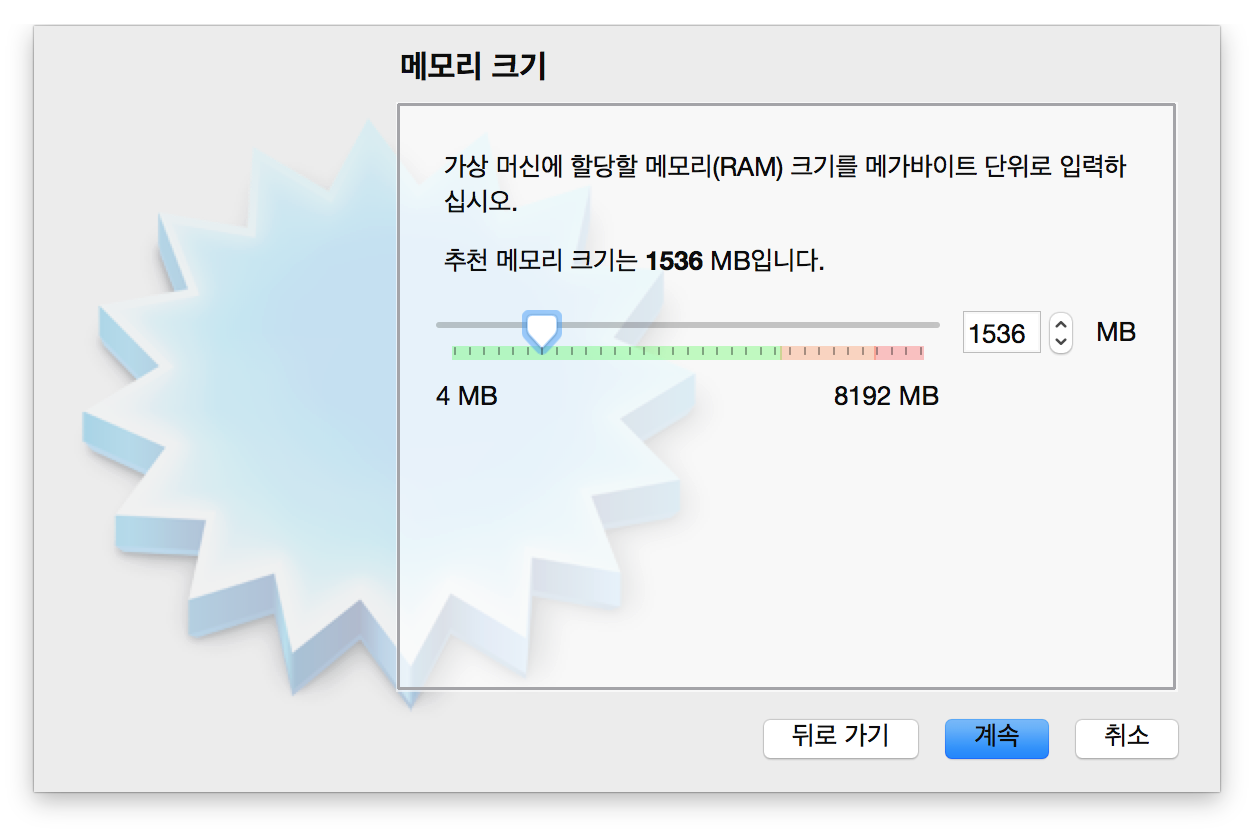 메모리 크기
가상 머신에 할당할 메모리(RAM) 크기를 메가바이트 단위로 입력하
십시오.
추천 메모리 크기는 1536 MB입니다.
1536 MB
4 MB 8192 MB
뒤로 가기 계속 취소